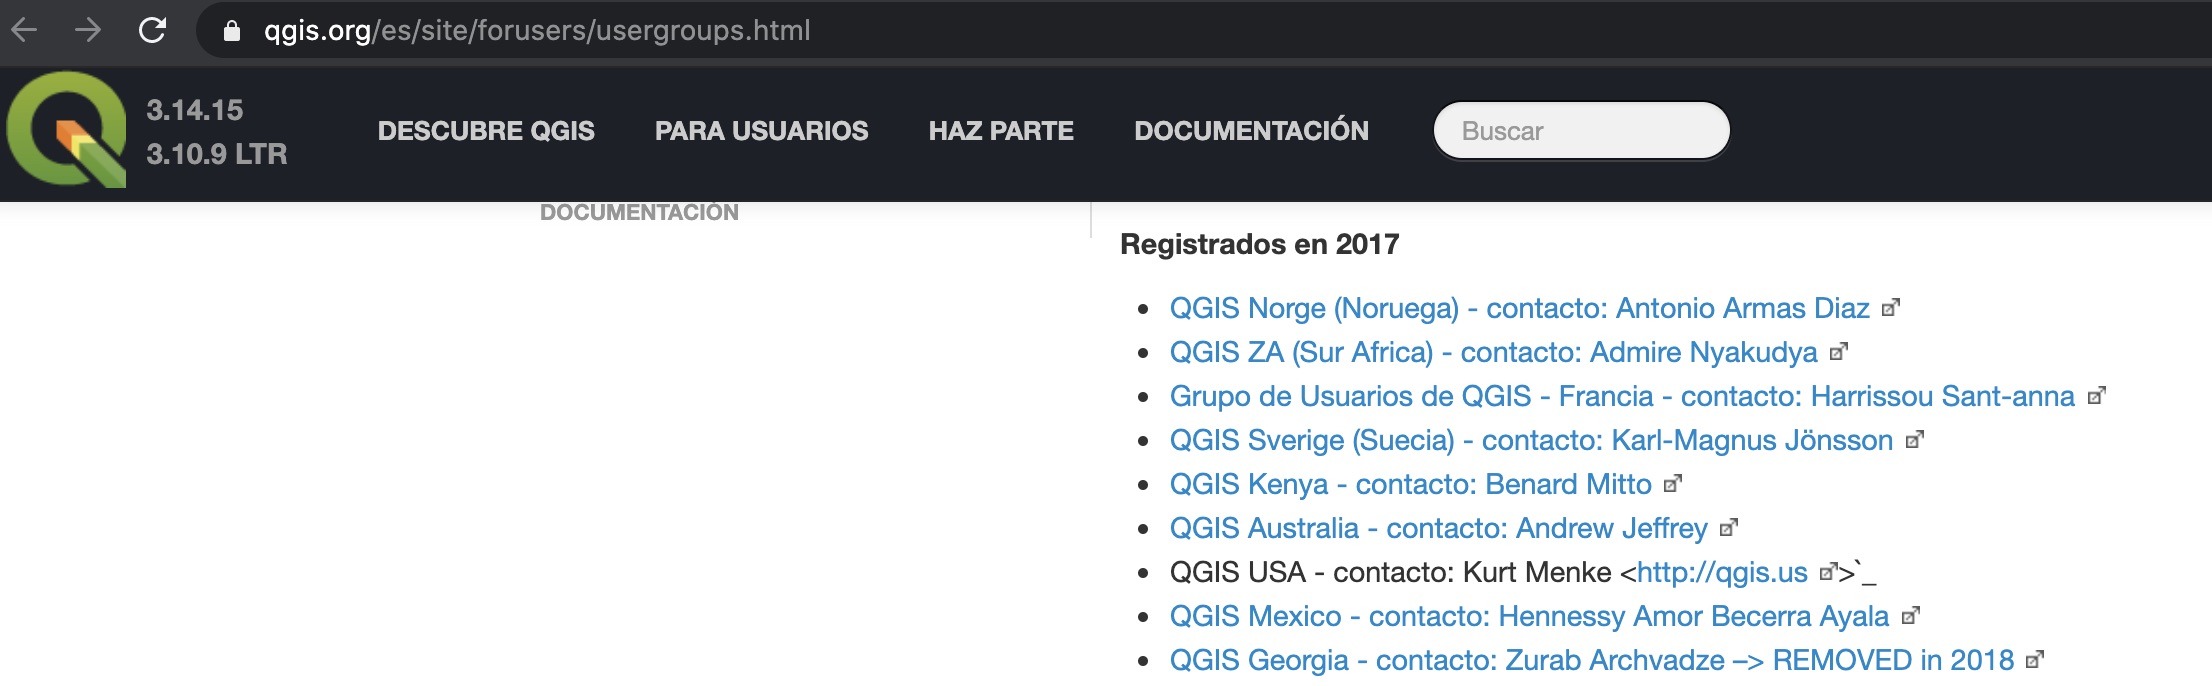 qgis.org/es/site/forusers/usergroups.html
3.14.15
3.10.9 LTR
DESCUBRE QGIS PARA USUARIOS HAZ PARTE DOCUMENTACIÓN Buscar
DOCUMENTACIÓN
Registrados en 2017
QGIS Norge (Noruega) - contacto: Antonio Armas Diaz
QGIS ZA (Sur Africa) - contacto: Admire Nyakudya
Grupo de Usuarios de QGIS - Francia - contacto: Harrissou Sant-anna
QGIS Sverige (Suecia) - contacto: Karl-Magnus Jönsson
QGIS Kenya - contacto: Benard Mitto
QGIS Australia - contacto: Andrew Jeffrey
QGIS USA - contacto: Kurt Menke <http://qgis.us >`_
QGIS Mexico - contacto: Hennessy Amor Becerra Ayala
QGIS Georgia - contacto: Zurab Archvadze –> REMOVED in 2018